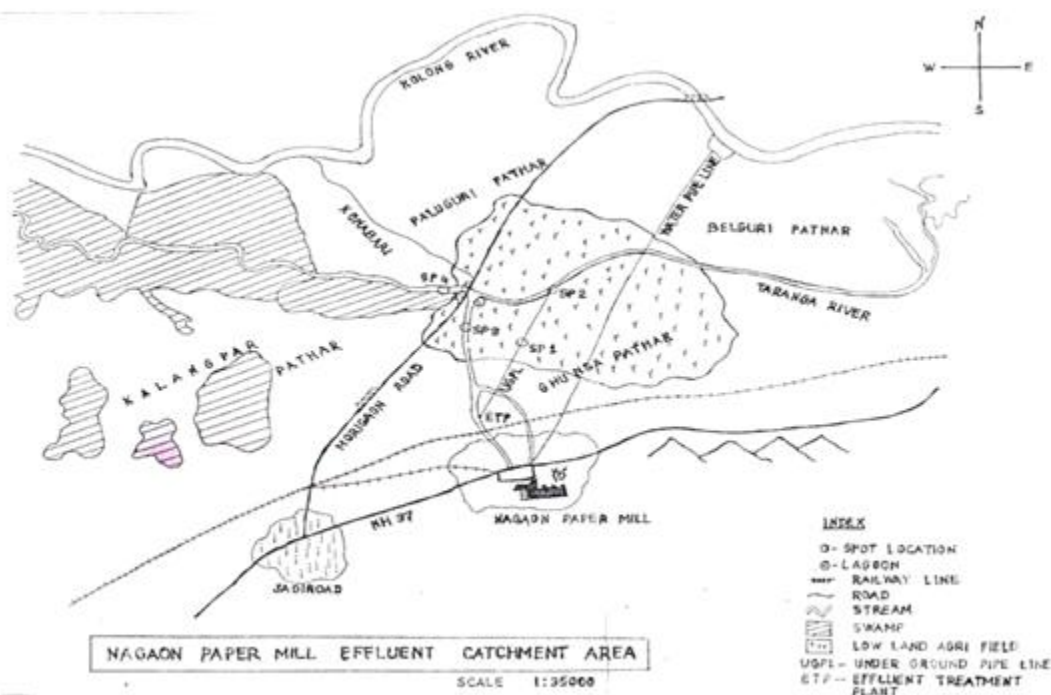 N
W E
S
KOLONG RIVER
WATER PIPE LINE
PALUGURI PATHAR
KONABARI
BELGURI PATHAR
SP4
SP2
TARANGA RIVER
SP3
SP1
KALANGPAR PATHAR
GHUNSA PATHAR
UGPL
MORIGAON ROAD
ETP
NH 37
NAGAON PAPER MILL
JAGIROAD
INDEX
- SPOT LOCATION
- LAGOON
RAILWAY LINE
ROAD
STREAM
SWAMP
LOW LAND AGRI FIELD
UGPL - UNDER GROUND PIPE LINE
ETP - EFFLUENT TREATMENT
PLANT
NAGAON PAPER MILL EFFLUENT CATCHMENT AREA
SCALE 1:35000